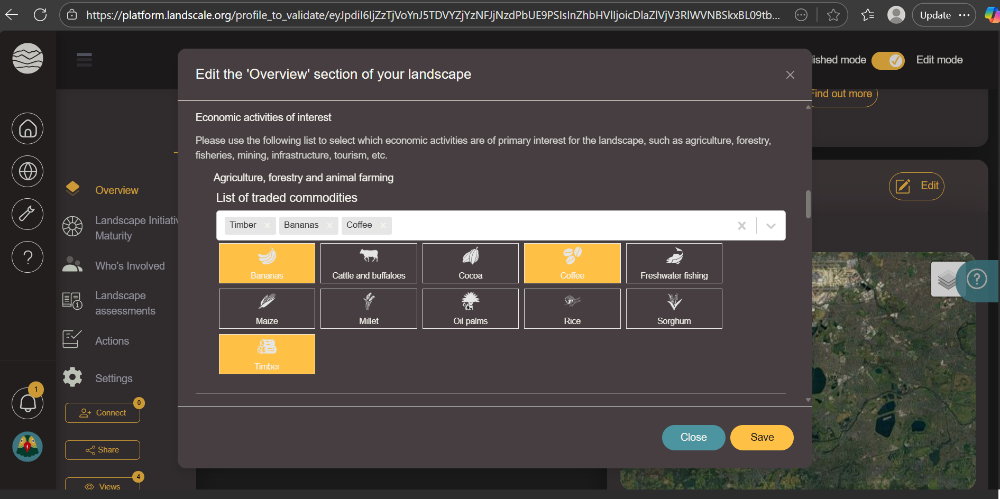 https://platform.landscale.org/profile_to_validate/
Update
ished mode
Edit mode
Edit the 'Overview' section of your landscape
Find out more
Economic activities of interest
Please use the following list to select which economic activities are of primary interest for the landscape, such as agriculture, forestry,
fisheries, mining, infrastructure, tourism, etc.
Agriculture, forestry and animal farming
List of traded commodities
Timber
Bananas
Coffee
Edit
Bananas
Cattle and buffaloes
Cocoa
Coffee
Freshwater fishing
Maize
Millet
Oil palms
Rice
Sorghum
Timber
Close
Save
Overview
Landscape Initiativ
Maturity
Who's Involved
Landscape
assessments
Actions
Settings
1
0
Connect
Share
4
Views